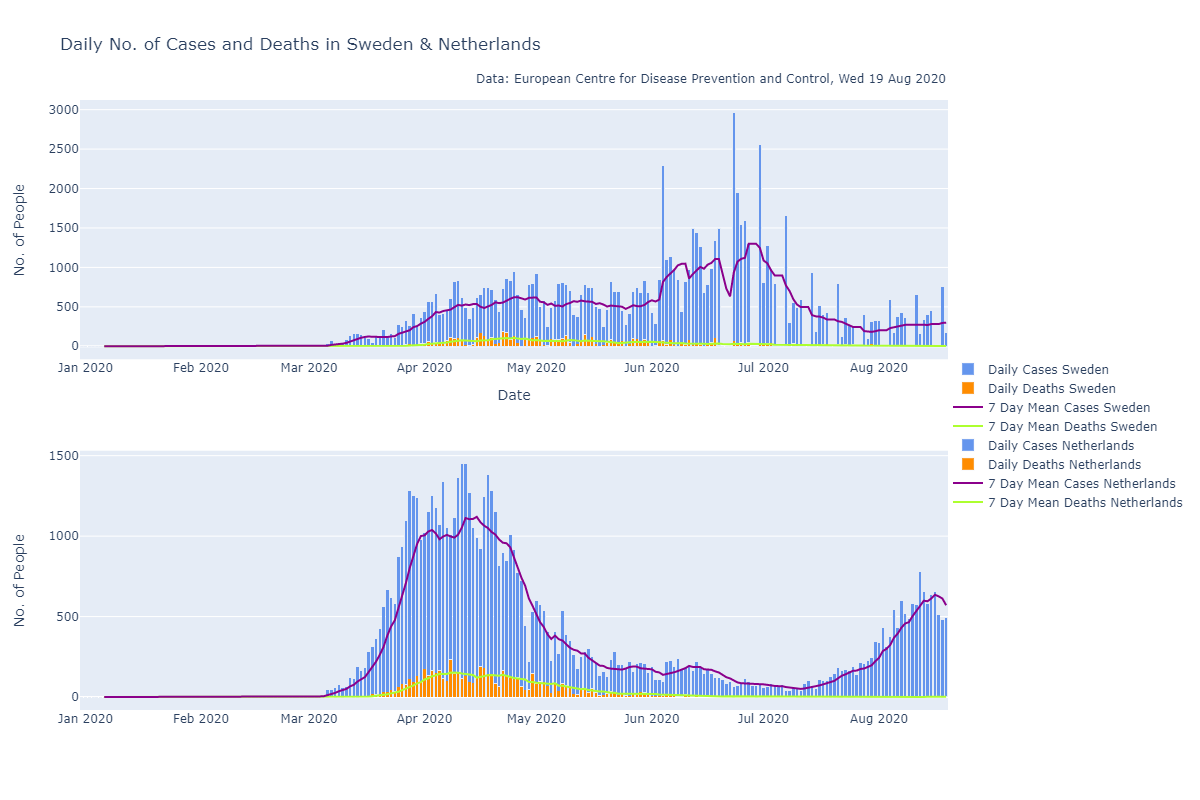 Daily No. of Cases and Deaths in Sweden & Netherlands
Data: European Centre for Disease Prevention and Control, Wed 19 Aug 2020
No. of People
3000
2500
2000
1500
1000
500
0
Jan 2020 Feb 2020 Mar 2020 Apr 2020 May 2020 Jun 2020 Jul 2020 Aug 2020
Date
Daily Cases Sweden
Daily Deaths Sweden
7 Day Mean Cases Sweden
7 Day Mean Deaths Sweden
Daily Cases Netherlands
Daily Deaths Netherlands
7 Day Mean Cases Netherlands
7 Day Mean Deaths Netherlands
No. of People
1500
1000
500
0
Jan 2020 Feb 2020 Mar 2020 Apr 2020 May 2020 Jun 2020 Jul 2020 Aug 2020